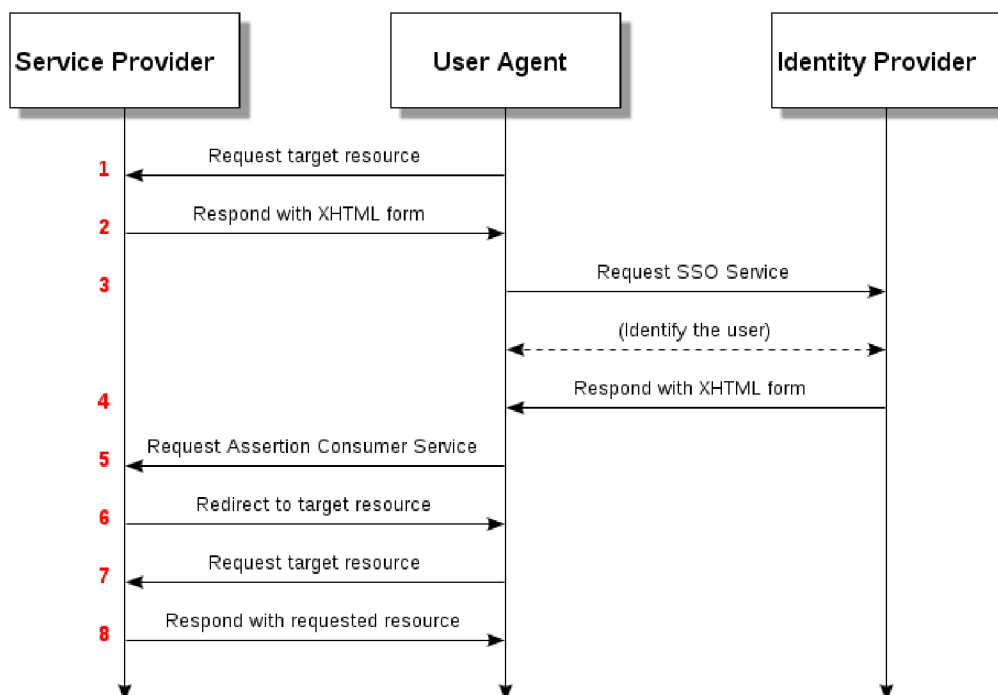 Service Provider
User Agent
Identity Provider
1
Request target resource
2
Respond with XHTML form
3
Request SSO Service
(Identify the user)
4
Respond with XHTML form
5
Request Assertion Consumer Service
6
Redirect to target resource
7
Request target resource
8
Respond with requested resource